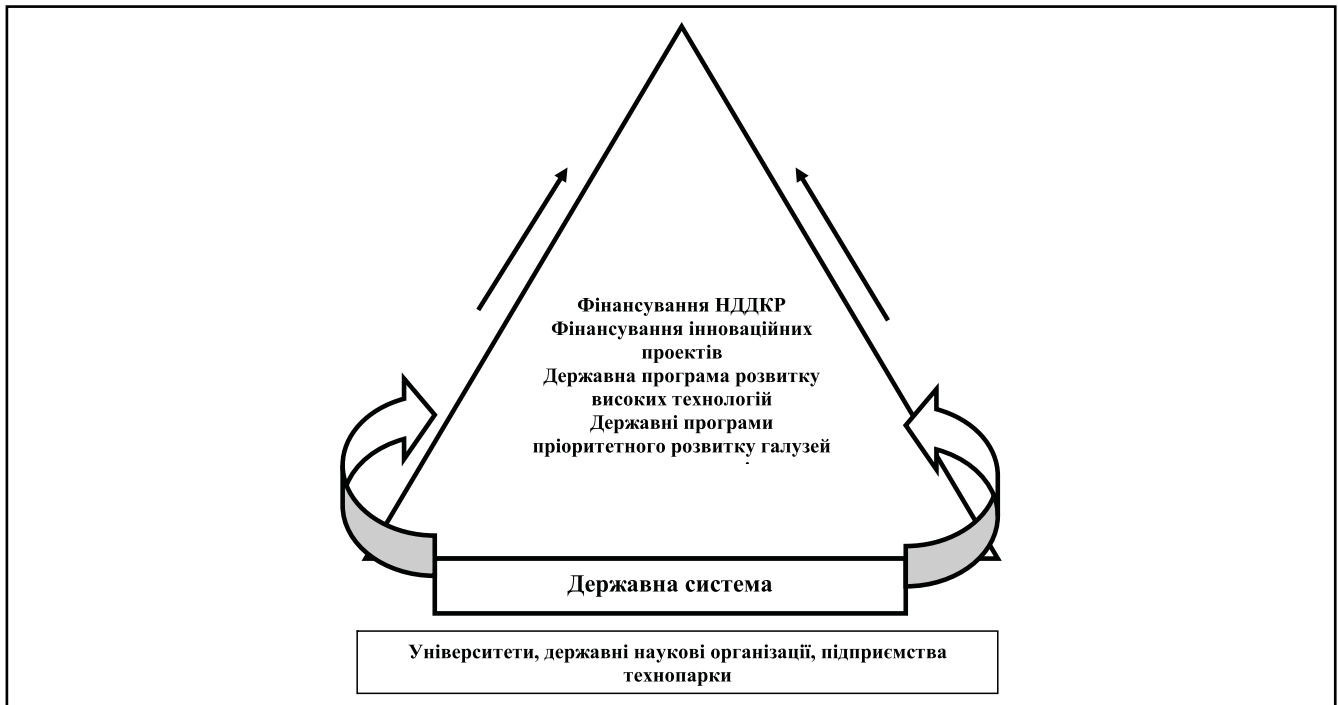 Фінансування НДДКР
Фінансування інноваційних
проектів
Державна програма розвитку
високих технологій
Державні програми
пріоритетного розвитку галузей
Державна система
Університети, державні наукові організації, підприємства
технопарки